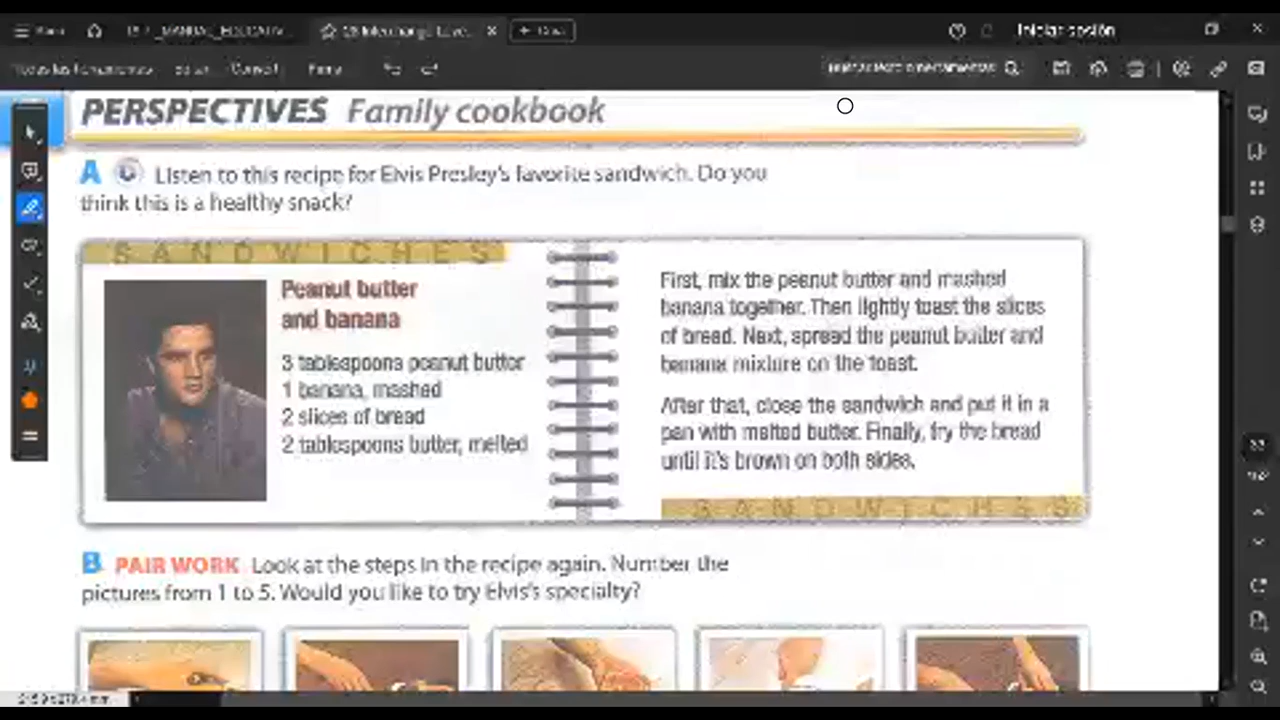 Iniciar sesión
PERSPECTIVES Family cookbook
A Listen to this recipe for Elvis Presley's favorite sandwich. Do you
think this is a healthy snack?
SANDWICHES
Peanut butter
and banana
3 tablespoons peanut butter
1 banana, mashed
2 slices of bread
2 tablespoons butter, melted
First, mix the peanut butter and mashed
banana together. Then lightly toast the slices
of bread. Next, spread the peanut butter and
banana mixture on the toast.
After that, close the sandwich and put it in a
pan with melted butter. Finally, fry the bread
until it's brown on both sides.
SANDWICHES
B PAIR WORK Look at the steps in the recipe again. Number the
pictures from 1 to 5. Would you like to try Elvis's specialty?